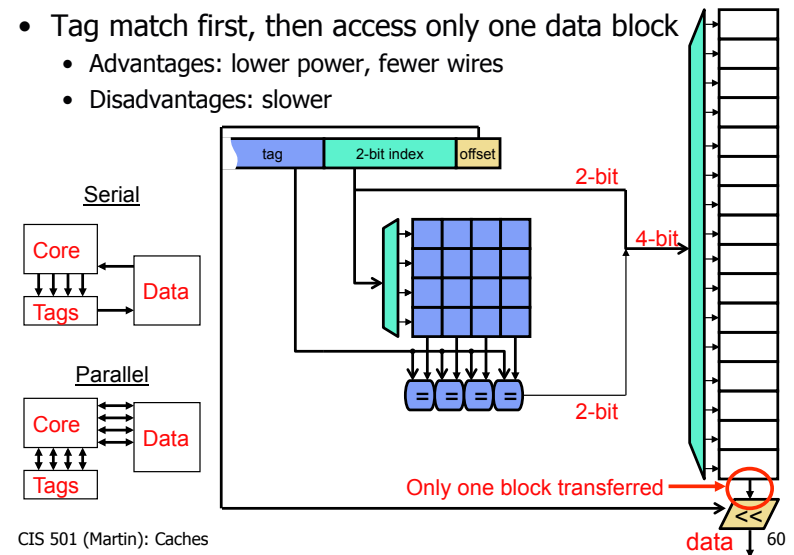 • Tag match first, then access only one data block
• Advantages: lower power, fewer wires
• Disadvantages: slower
tag 2-bit index offset
2-bit
Serial
Core
Tags
Data
4-bit
Parallel
Core
Tags
Data
= = = =
2-bit
Only one block transferred
<<
data
CIS 501 (Martin): Caches
60